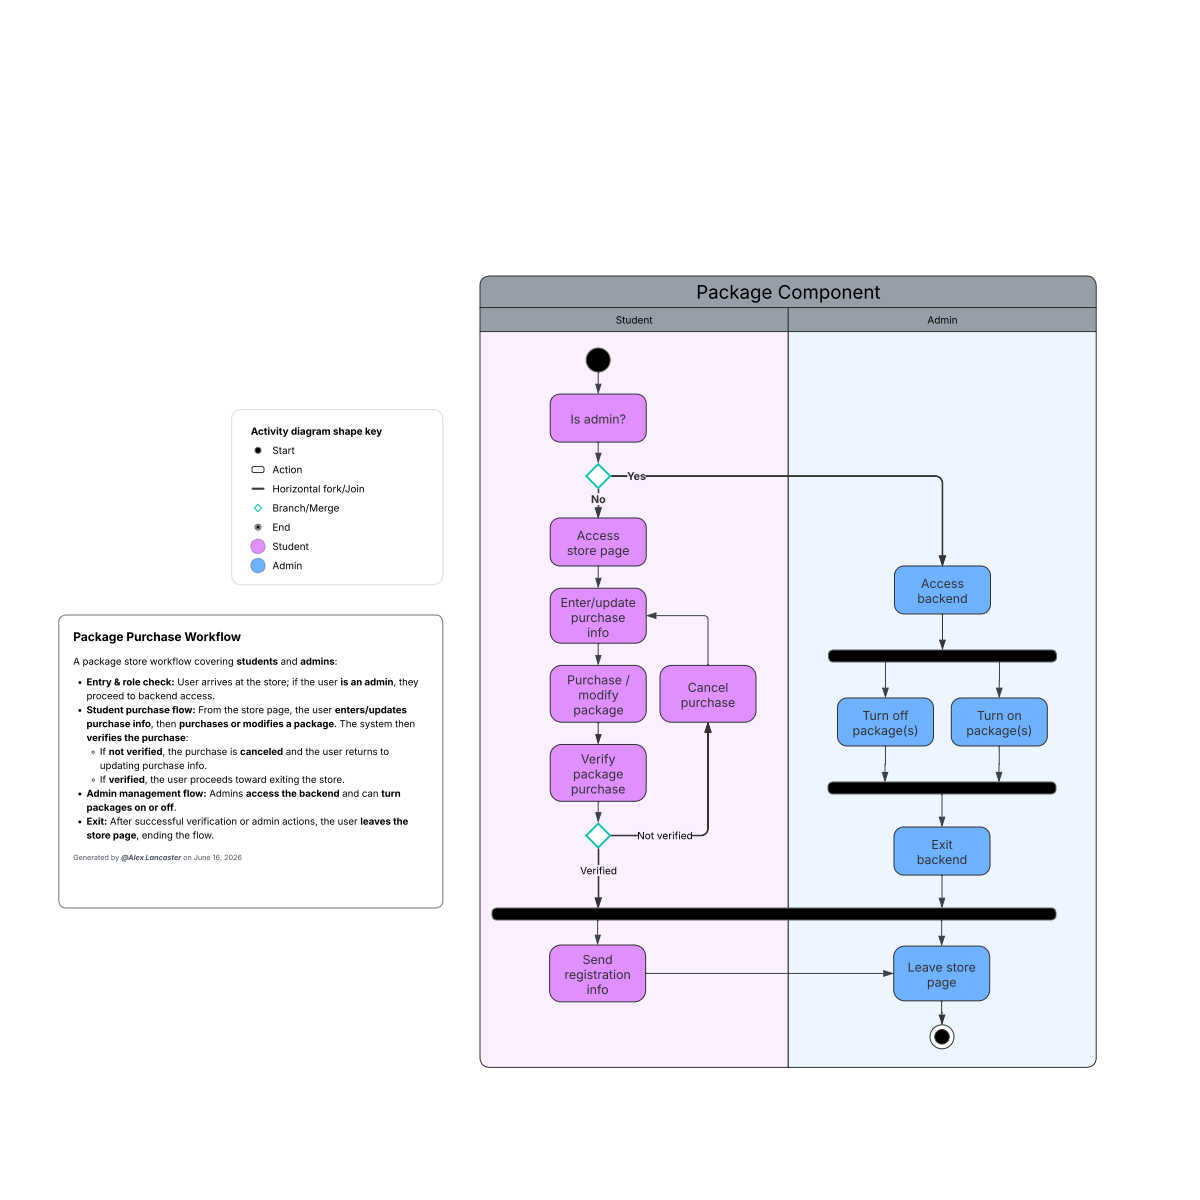 Package Component
Student
Admin
Is admin?
Yes
No
Access
store page
Enter/update
purchase
info
Purchase /
modify
package
Cancel
purchase
Verify
package
purchase
Not verified
Verified
Send
registration
info
Access
backend
Turn off
package(s)
Turn on
package(s)
Exit
backend
Leave store
page
Activity diagram shape key
Start
Action
Horizontal fork/Join
Branch/Merge
End
Student
Admin
Package Purchase Workflow
A package store workflow covering students and admins:
• Entry & role check: User arrives at the store; if the user is an admin, they
proceed to backend access.
• Student purchase flow: From the store page, the user enters/updates
purchase info, then purchases or modifies a package. The system then
verifies the purchase:
◦ If not verified, the purchase is canceled and the user returns to
updating purchase info.
◦ If verified, the user proceeds toward exiting the store.
• Admin management flow: Admins access the backend and can turn
packages on or off.
• Exit: After successful verification or admin actions, the user leaves the
store page, ending the flow.
Generated by @Alex Lancaster on June 16, 2026